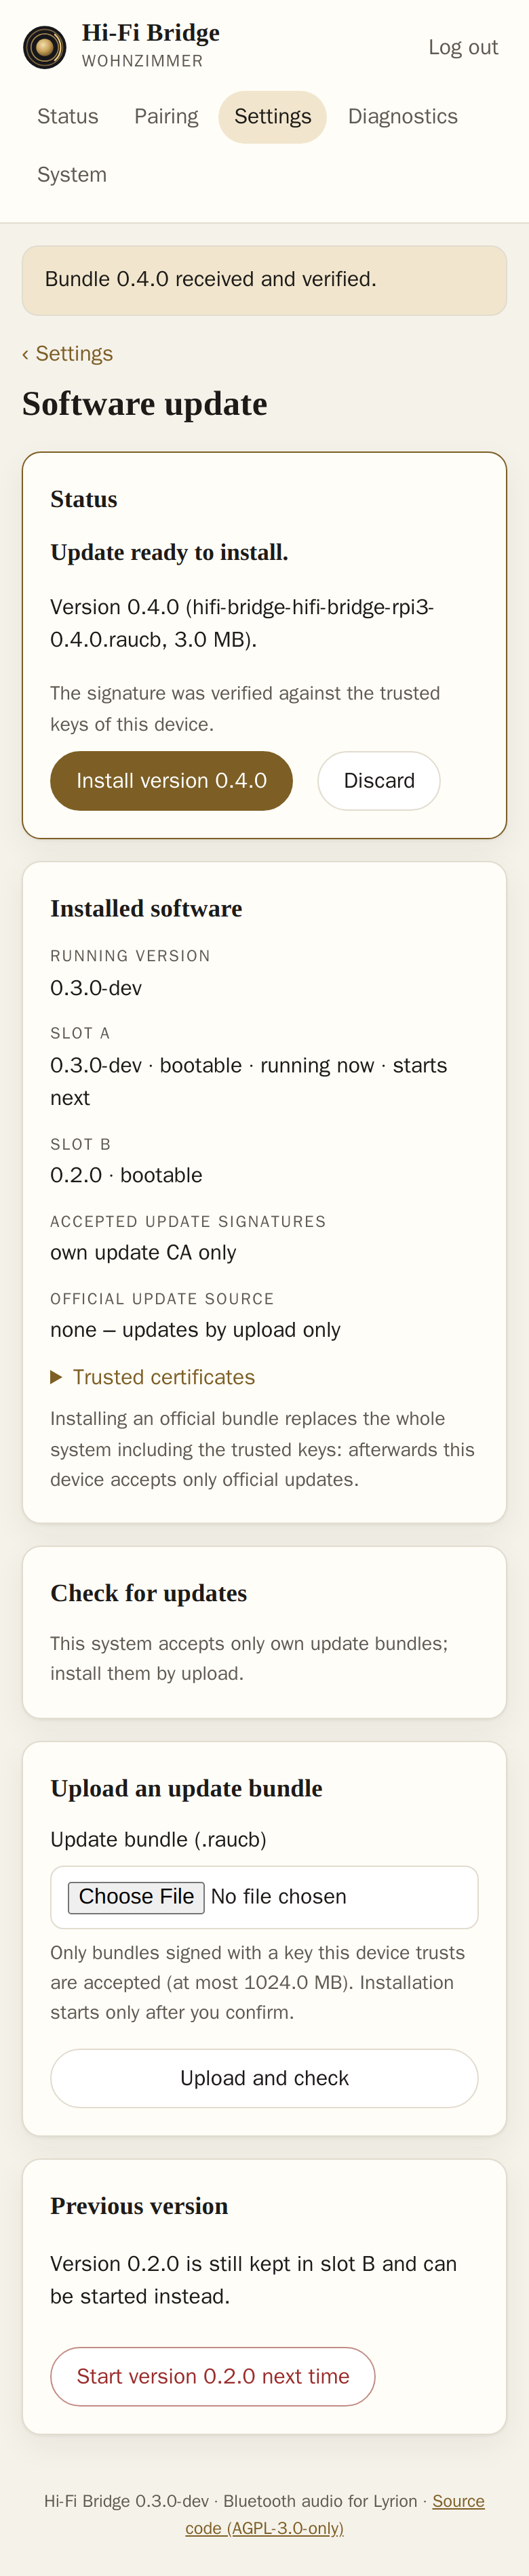 Hi-Fi Bridge
WOHNZIMMER
Log out
Status
Pairing
Settings
Diagnostics
System
Bundle 0.4.0 received and verified.
‹ Settings
Software update
Status
Update ready to install.
Version 0.4.0 (hifi-bridge-hifi-bridge-rpi3-
0.4.0.raucb, 3.0 MB).
The signature was verified against the trusted
keys of this device.
Install version 0.4.0
Discard
Installed software
RUNNING VERSION
0.3.0-dev
SLOT A
0.3.0-dev · bootable · running now · starts
next
SLOT B
0.2.0 · bootable
ACCEPTED UPDATE SIGNATURES
own update CA only
OFFICIAL UPDATE SOURCE
none – updates by upload only
Trusted certificates
Installing an official bundle replaces the whole
system including the trusted keys: afterwards this
device accepts only official updates.
Check for updates
This system accepts only own update bundles;
install them by upload.
Upload an update bundle
Update bundle (.raucb)
Choose File No file chosen
Only bundles signed with a key this device trusts
are accepted (at most 1024.0 MB). Installation
starts only after you confirm.
Upload and check
Previous version
Version 0.2.0 is still kept in slot B and can
be started instead.
Start version 0.2.0 next time
Hi-Fi Bridge 0.3.0-dev · Bluetooth audio for Lyrion · Source
code (AGPL-3.0-only)